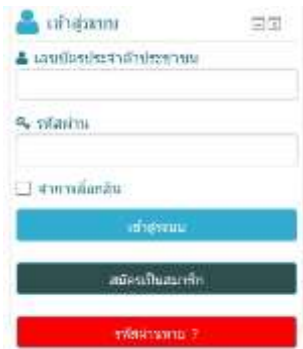 เข้าสู่ระบบ
เลขบัตรประจำตัวประชาชน
รหัสผ่าน
จำการล็อกอิน
เข้าสู่ระบบ
สมัครเป็นสมาชิก
รหัสผ่านหาย ?